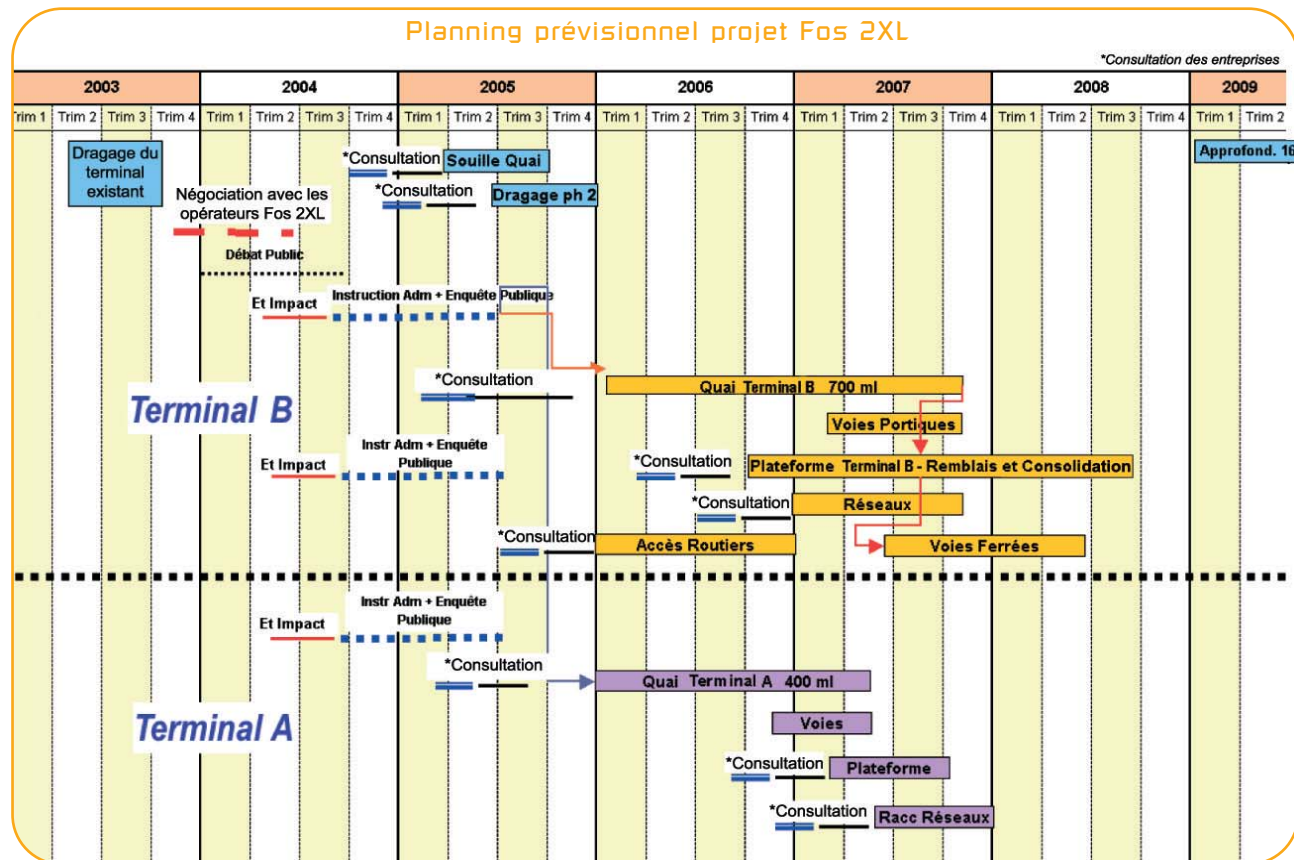 Planning prévisionnel projet Fos 2XL
*Consultation des entreprises
2003 2004 2005 2006 2007 2008 2009
Trim 1 Trim 2 Trim 3 Trim 4 Trim 1 Trim 2 Trim 3 Trim 4 Trim 1 Trim 2 Trim 3 Trim 4 Trim 1 Trim 2 Trim 3 Trim 4 Trim 1 Trim 2 Trim 3 Trim 4 Trim 1 Trim 2 Trim 3 Trim 4 Trim 1 Trim 2
Dragage du
terminal
existant
*Consultation Souille Quai
Approfond. 16
*Consultation
Dragage ph 2
Négociation avec les
opérateurs Fos 2XL
Débat Public
Et Impact
Instruction Adm + Enquête Publique
*Consultation
Quai Terminal B 700 ml
Terminal B
Voies Portiques
Instr Adm + Enquête
Publique
Et Impact
*Consultation
Plateforme Terminal B - Remblais et Consolidation
*Consultation
Réseaux
*Consultation
Accès Routiers
Voies Ferrées
Instr Adm + Enquête
Publique
Et Impact
*Consultation
Quai Terminal A 400 ml
Terminal A
Voies
*Consultation
Plateforme
*Consultation
Racc Réseaux